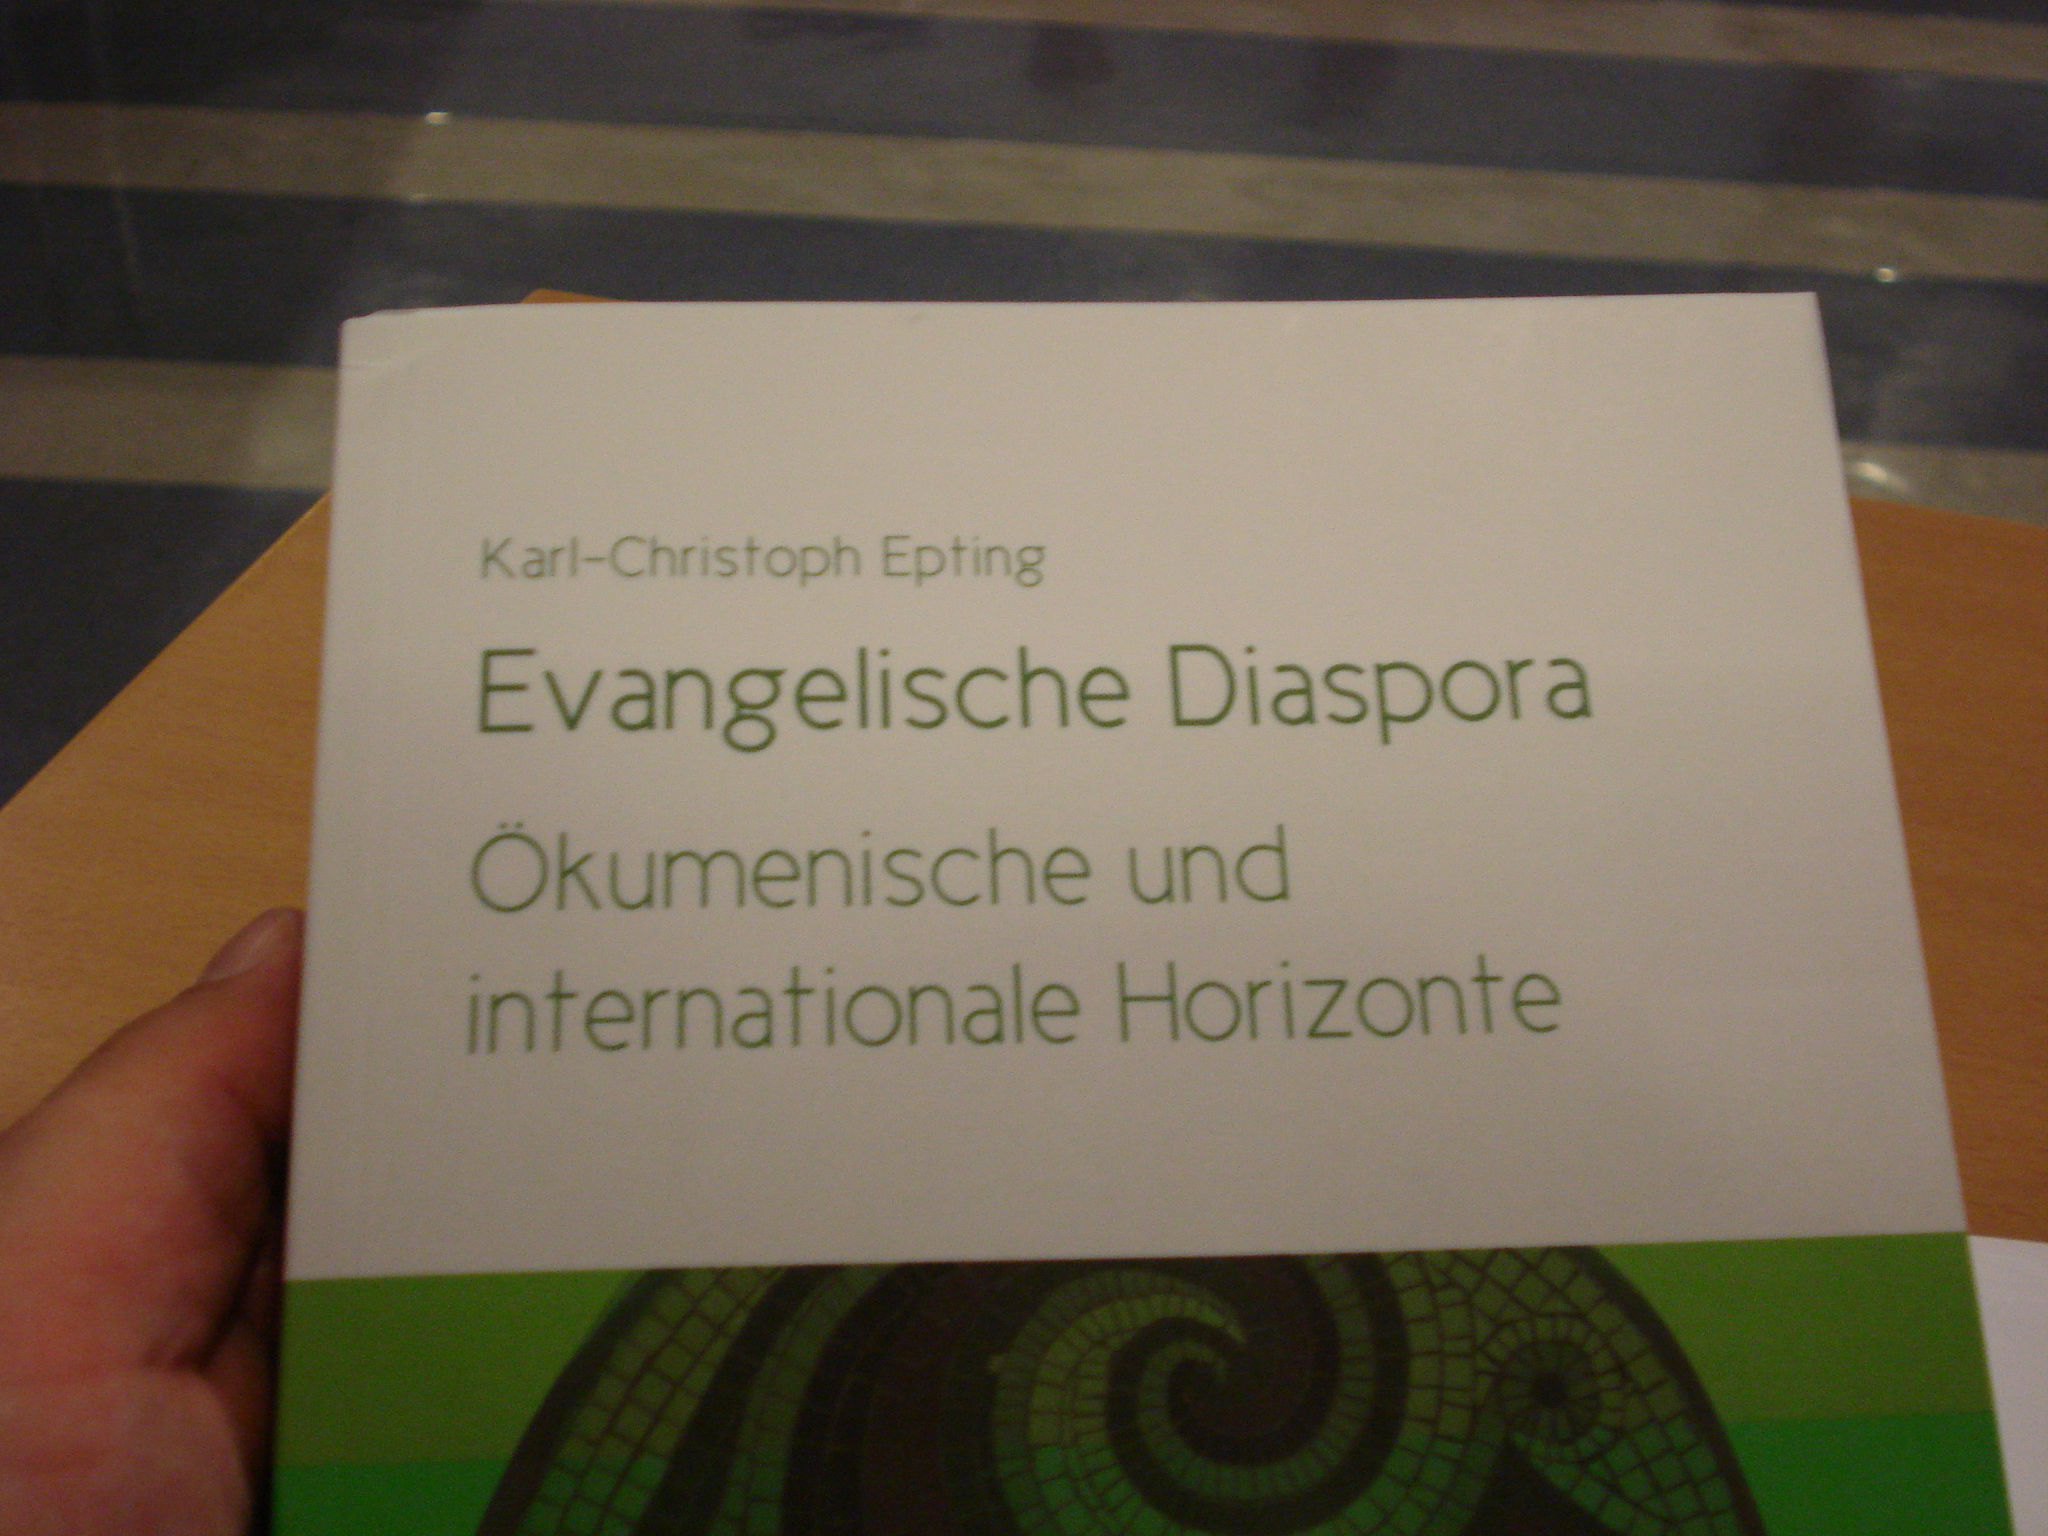 Karl-Christoph Epting
Evangelische Diaspora
Ökumenische und
internationale Horizonte